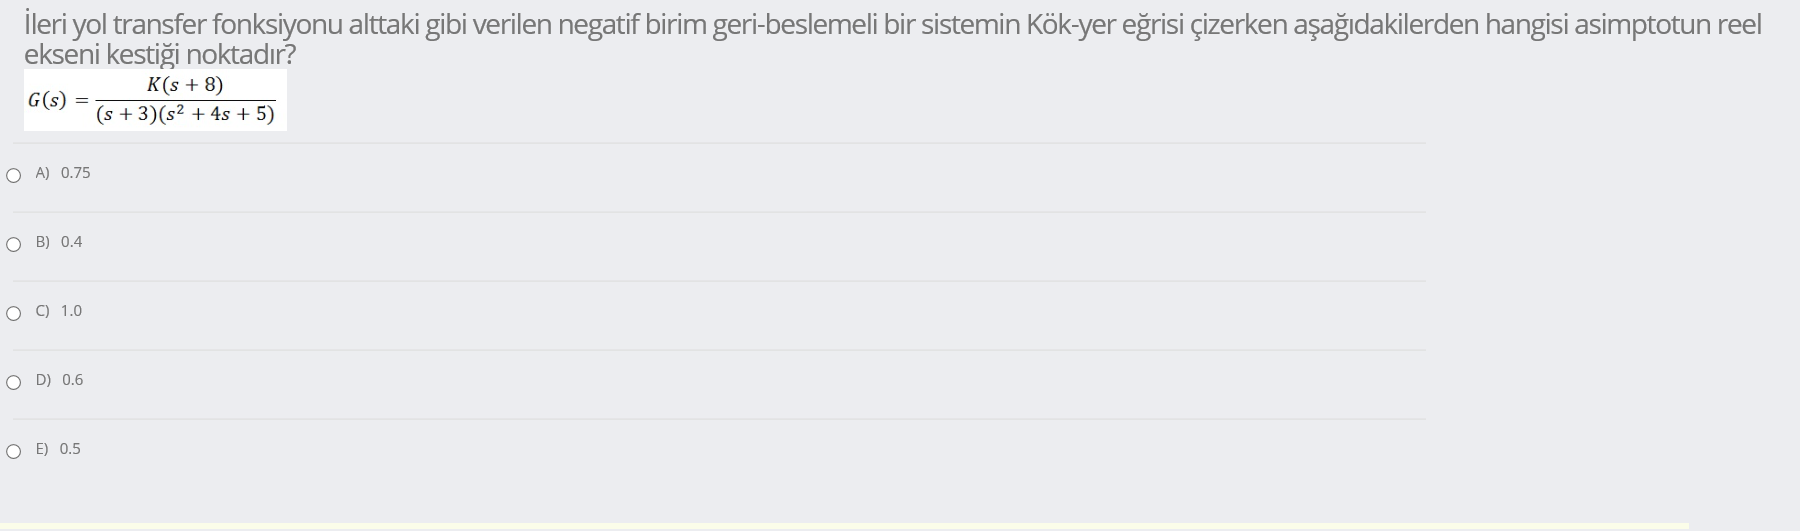 İleri yol transfer fonksiyonu alttaki gibi verilen negatif birim geri-beslemeli bir sistemin Kök-yer eğrisi çizerken aşağıdakilerden hangisi asimptotun reel
ekseni kestiği noktadır?
G(s) = K(s + 8) / (s + 3)(s² + 4s + 5)
A) 0.75
B) 0.4
C) 1.0
D) 0.6
E) 0.5